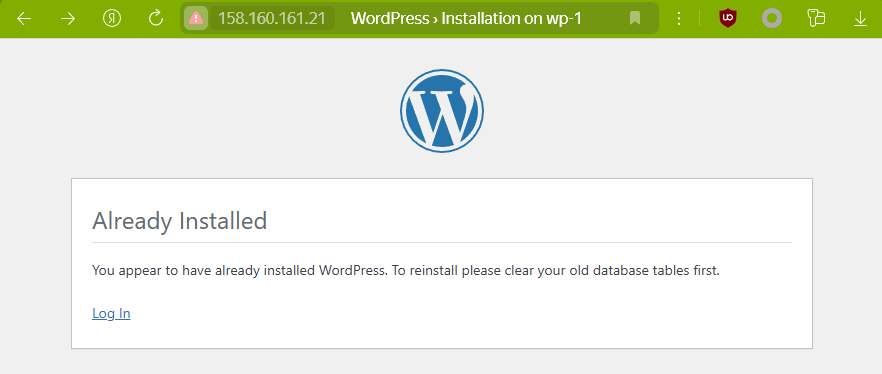 158.160.161.21 WordPress › Installation on wp-1
Already Installed
You appear to have already installed WordPress. To reinstall please clear your old database tables first.
Log In